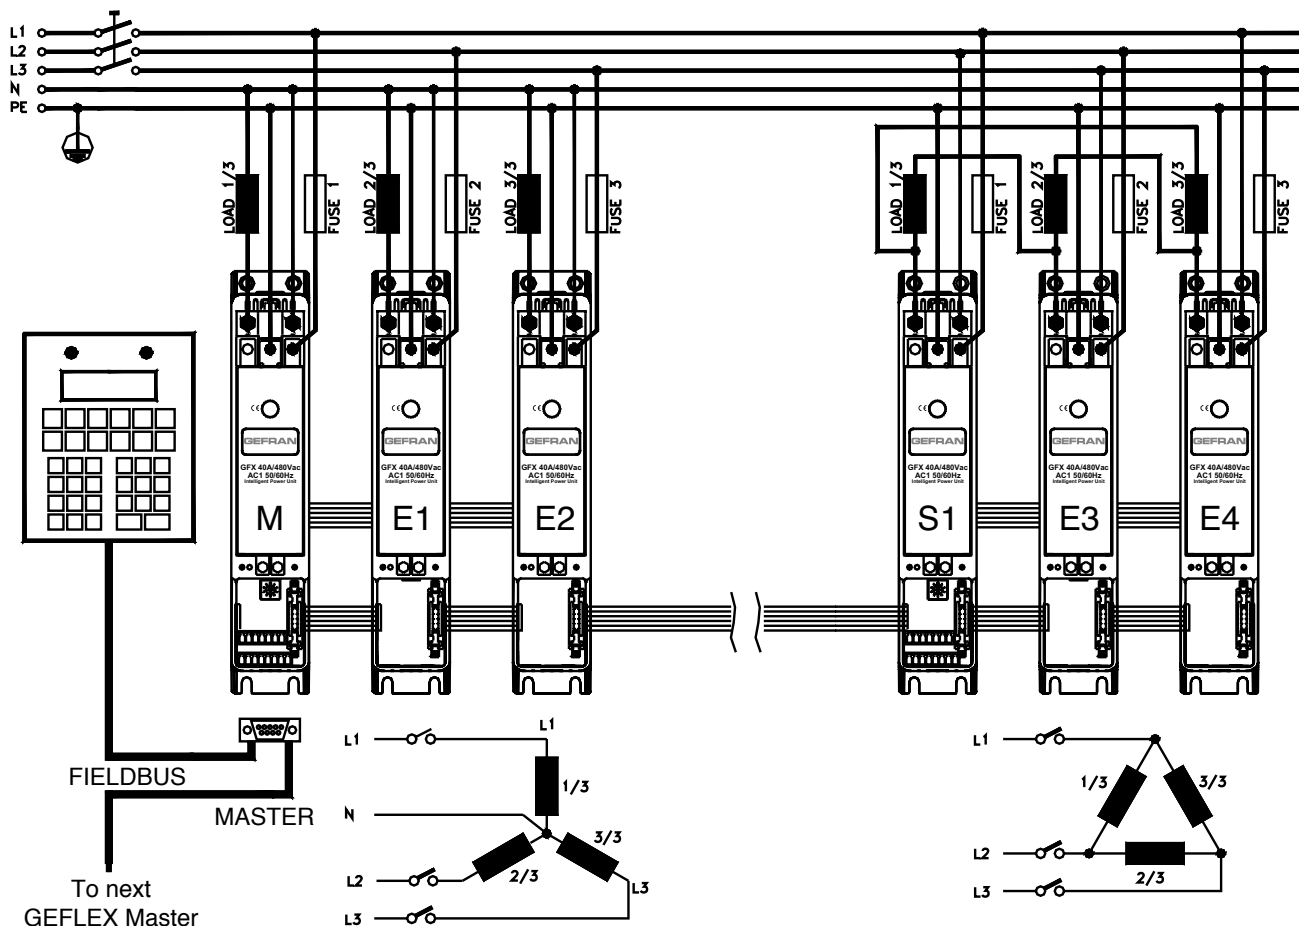 L1
L2
L3
N
PE
LOAD 1/3
FUSE 1
LOAD 2/3
FUSE 2
LOAD 3/3
FUSE 3
LOAD 1/3
FUSE 1
LOAD 2/3
FUSE 2
LOAD 3/3
FUSE 3
CE
GEFRAN
GFX 40A/480Vac
AC1 50/60Hz
Intelligent Power Unit
M
CE
GEFRAN
GFX 40A/480Vac
AC1 50/60Hz
Intelligent Power Unit
E1
CE
GEFRAN
GFX 40A/480Vac
AC1 50/60Hz
Intelligent Power Unit
E2
CE
GEFRAN
GFX 40A/480Vac
AC1 50/60Hz
Intelligent Power Unit
S1
CE
GEFRAN
GFX 40A/480Vac
AC1 50/60Hz
Intelligent Power Unit
E3
CE
GEFRAN
GFX 40A/480Vac
AC1 50/60Hz
Intelligent Power Unit
E4
FIELDBUS
MASTER
To next
GEFLEX Master
L1
L1
1/3
N
3/3
2/3
L2
L3
L3
L1
1/3
3/3
L2
2/3
L3